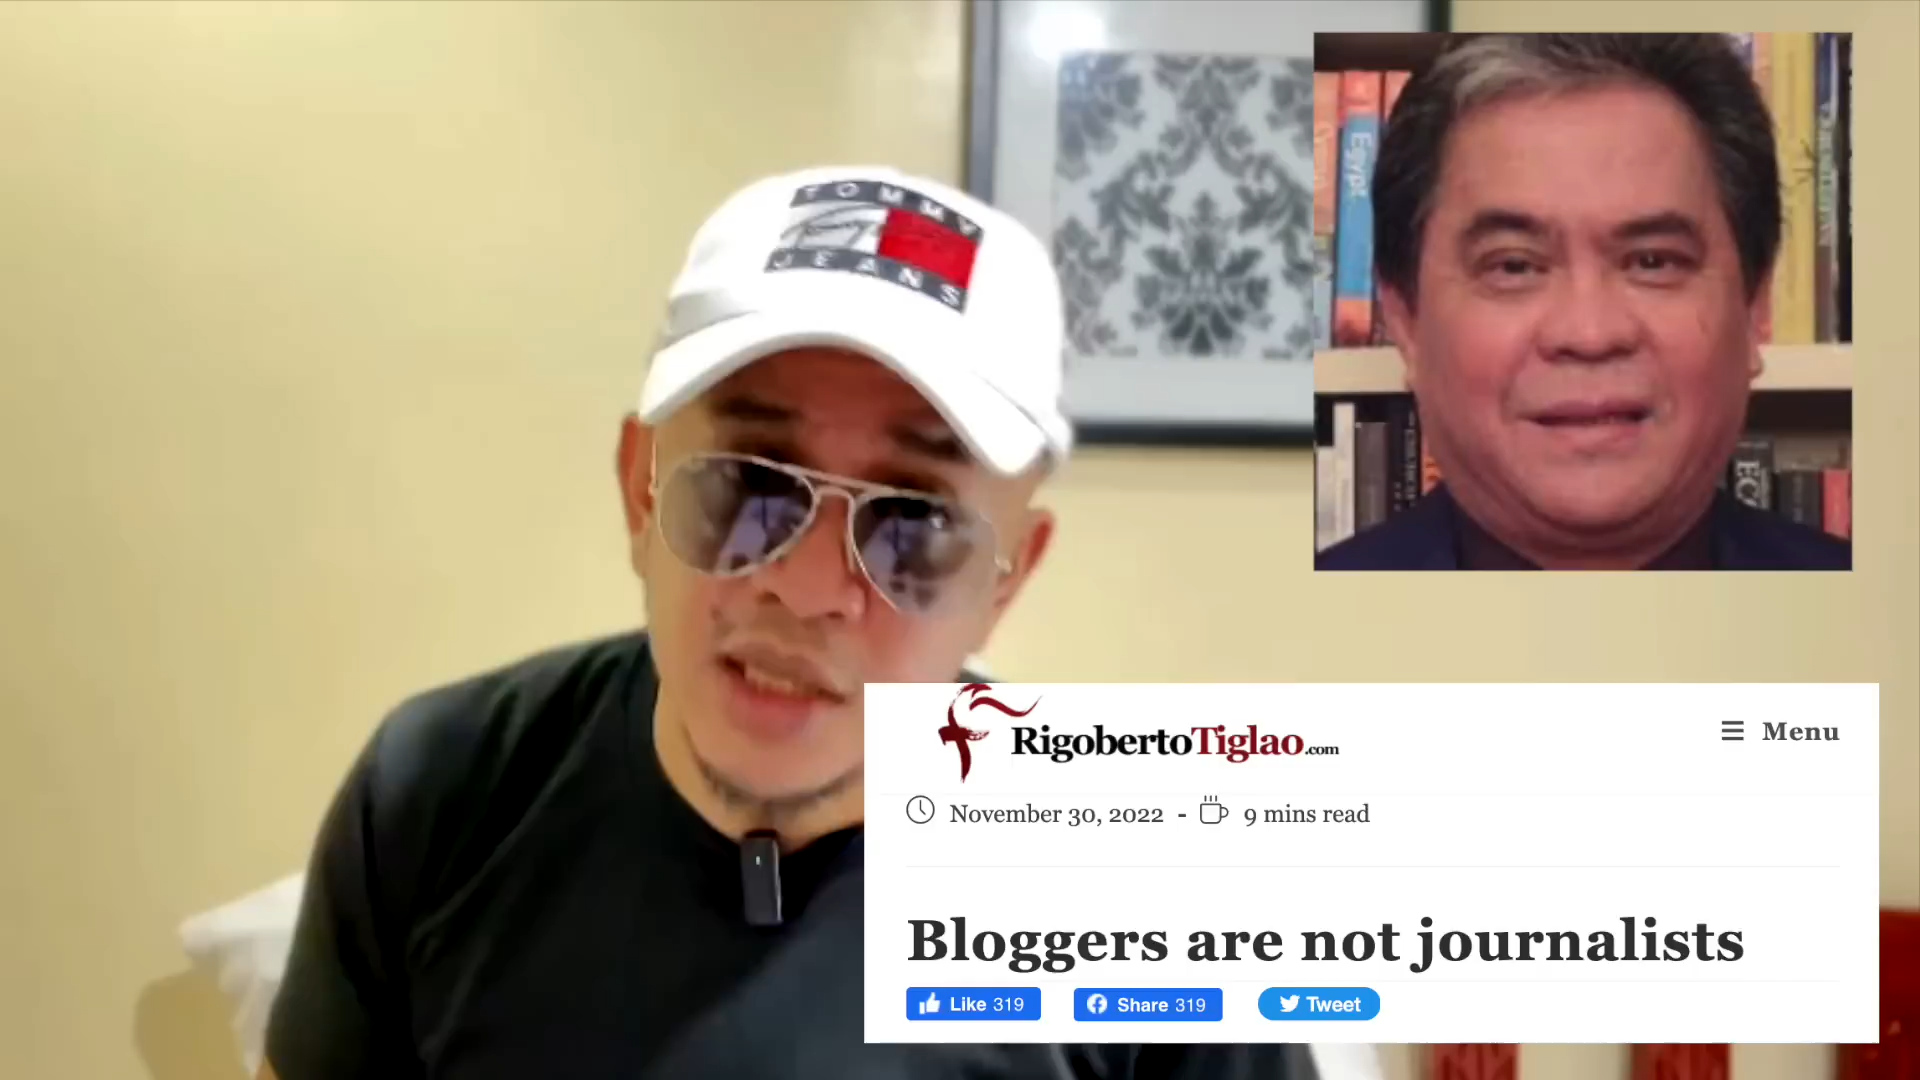 TOMMY
JEANS
Egypt
RigobertoTiglao.com
Menu
November 30, 2022 - 9 mins read
Bloggers are not journalists
Like 319
Share 319
Tweet